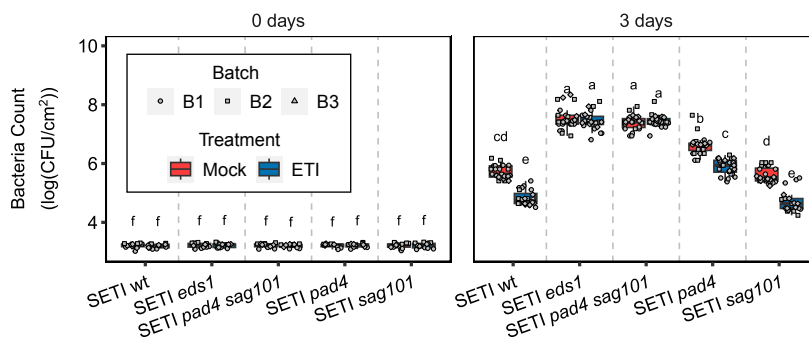 0 days
3 days
Bacteria Count
(log(CFU/cm²))
10
8
6
4
Batch
B1 B2 B3
Treatment
Mock ETI
f f f f f f f f f f
cd e a a a a b c d e
SETI wt
SETI eds1
SETI pad4 sag101
SETI pad4
SETI sag101
SETI wt
SETI eds1
SETI pad4 sag101
SETI pad4
SETI sag101